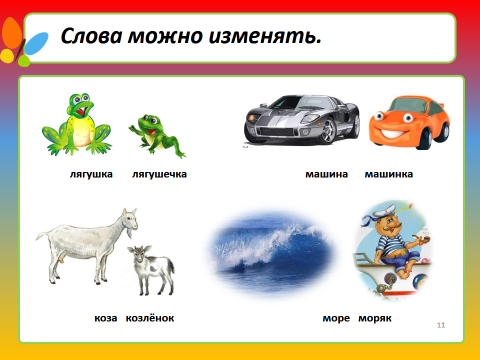 Слова можно изменять.
лягушка лягушечка
машина машинка
коза козлёнок
море моряк
11